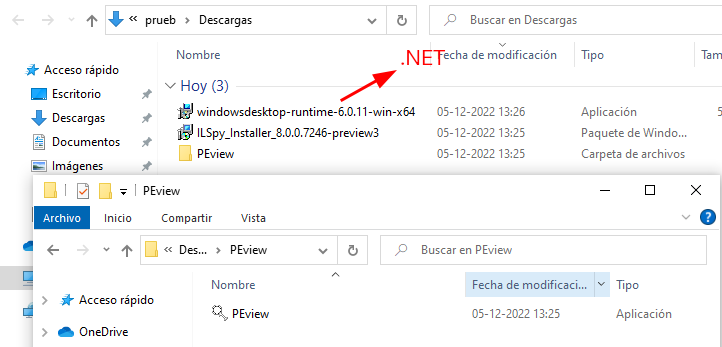 « prueb > Descargas
Buscar en Descargas
Nombre
Fecha de modificación
Tipo
Tam
.NET
Acceso rápido
Hoy (3)
Escritorio
windowsdesktop-runtime-6.0.11-win-x64
05-12-2022 13:26
Aplicación
5
Descargas
ILSpy_Installer_8.0.0.7246-preview3
05-12-2022 13:25
Paquete de Windo...
Documentos
PEview
05-12-2022 13:25
Carpeta de archivos
Imágenes
PEview
Archivo
Inicio
Compartir
Vista
« Des... > PEview
Buscar en PEview
Nombre
Fecha de modificaci...
Tipo
Acceso rápido
PEview
05-12-2022 13:25
Aplicación
OneDrive